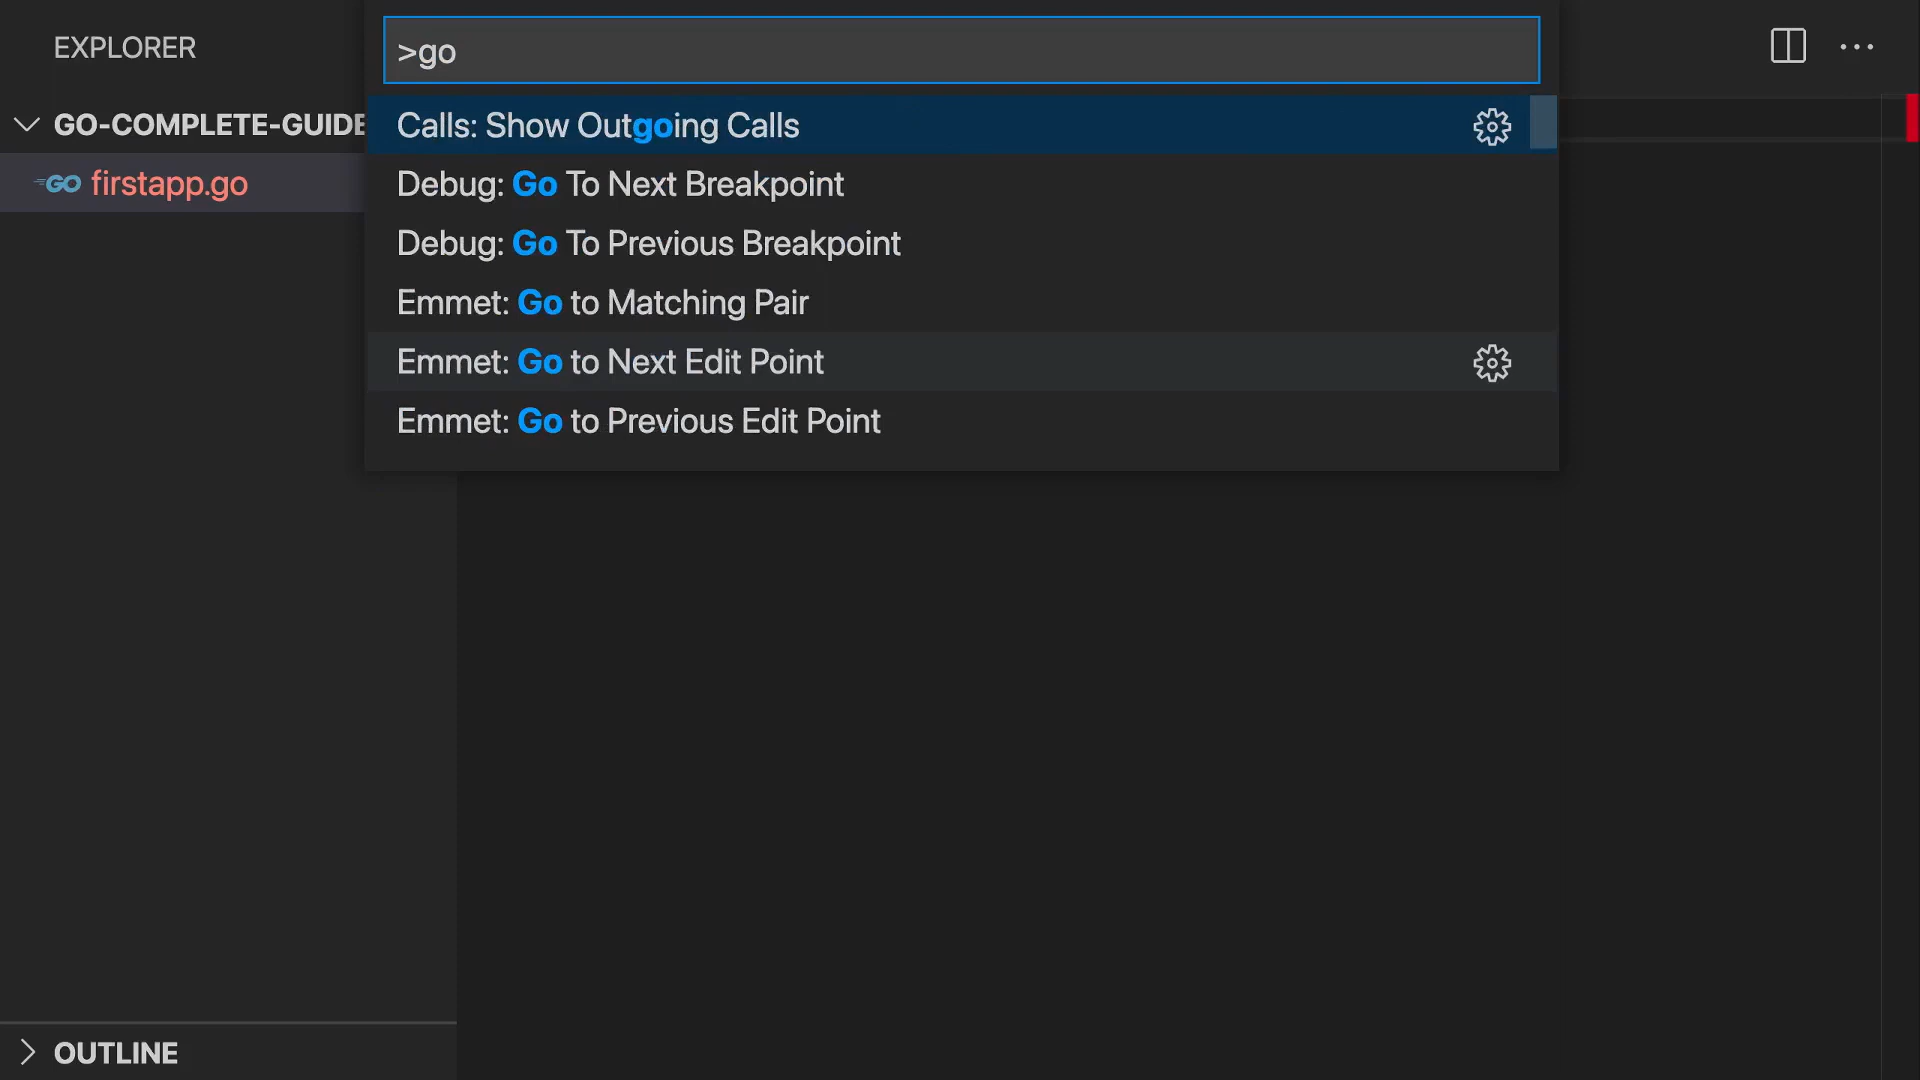 EXPLORER
>go
GO-COMPLETE-GUIDE
GO firstapp.go
Calls: Show Outgoing Calls
Debug: Go To Next Breakpoint
Debug: Go To Previous Breakpoint
Emmet: Go to Matching Pair
Emmet: Go to Next Edit Point
Emmet: Go to Previous Edit Point
OUTLINE